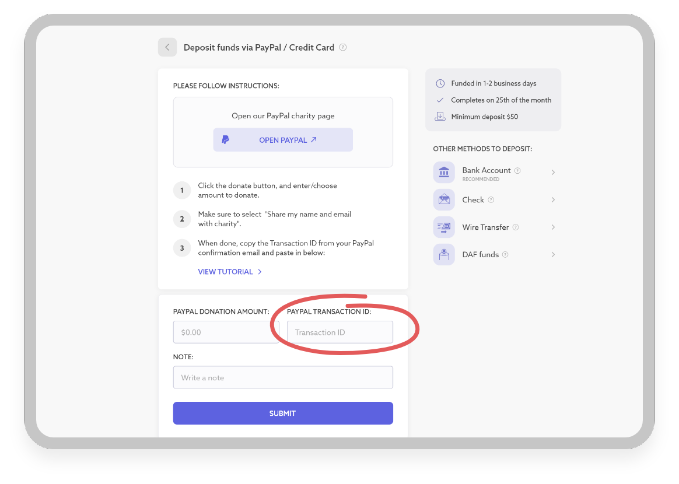 Deposit funds via PayPal / Credit Card
PLEASE FOLLOW INSTRUCTIONS:
Open our PayPal charity page
OPEN PAYPAL
1
Click the donate button, and enter/choose
amount to donate.
2
Make sure to select "Share my name and email
with charity".
3
When done, copy the Transaction ID from your PayPal
confirmation email and paste in below:
VIEW TUTORIAL
PAYPAL DONATION AMOUNT:
$0.00
PAYPAL TRANSACTION ID:
Transaction ID
NOTE:
Write a note
SUBMIT
Funded in 1-2 business days
Completes on 25th of the month
Minimum deposit $50
OTHER METHODS TO DEPOSIT:
Bank Account
RECOMMENDED
Check
Wire Transfer
DAF funds